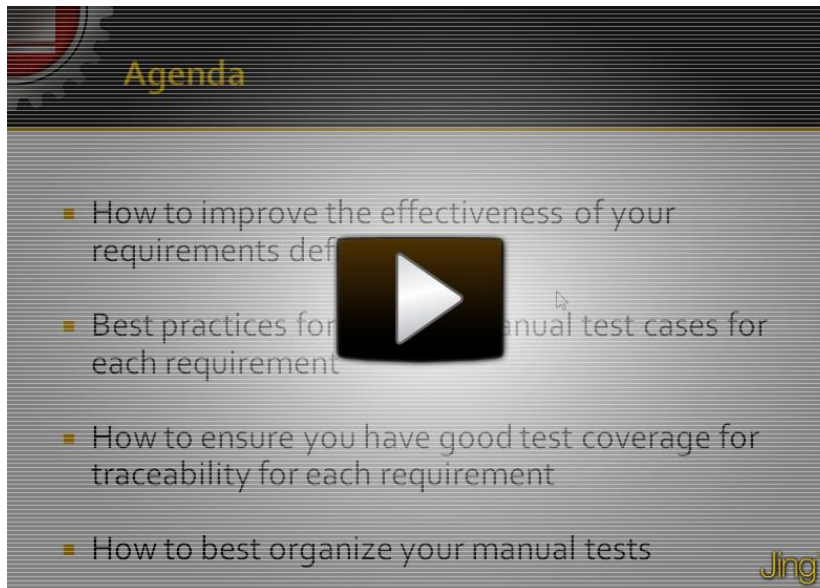 Agenda
How to improve the effectiveness of your
requirements def
Best practices for anual test cases for
each requirement
How to ensure you have good test coverage for
traceability for each requirement
How to best organize your manual tests
Jing